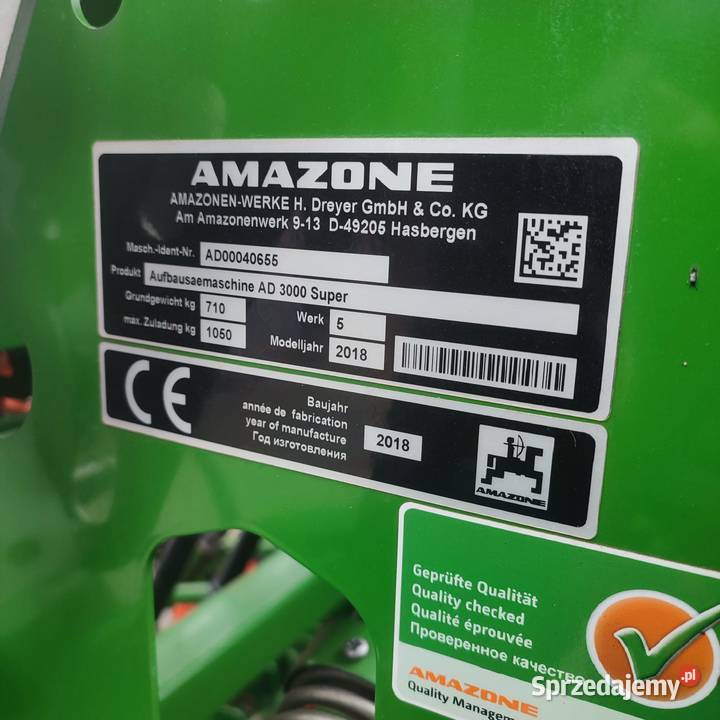 AMAZONE
AMAZONEN-WERKE H. Dreyer GmbH & Co. KG
Am Amazonenwerk 9-13 D-49205 Hasbergen
Masch.-Ident-Nr. AD00040655
Produkt Aufbausaemaschine AD 3000 Super
Grundgewicht kg 710 Werk 5
max. Zuladung kg 1050 Modelljahr 2018
CE
Baujahr
année de fabrication
year of manufacture 2018
Год изготовления
AMAZONE
Geprüfte Qualität
Quality checked
Qualité éprouvée
Проверенное качество
AMAZONE
Quality Managem
Sprzedajemy.pl